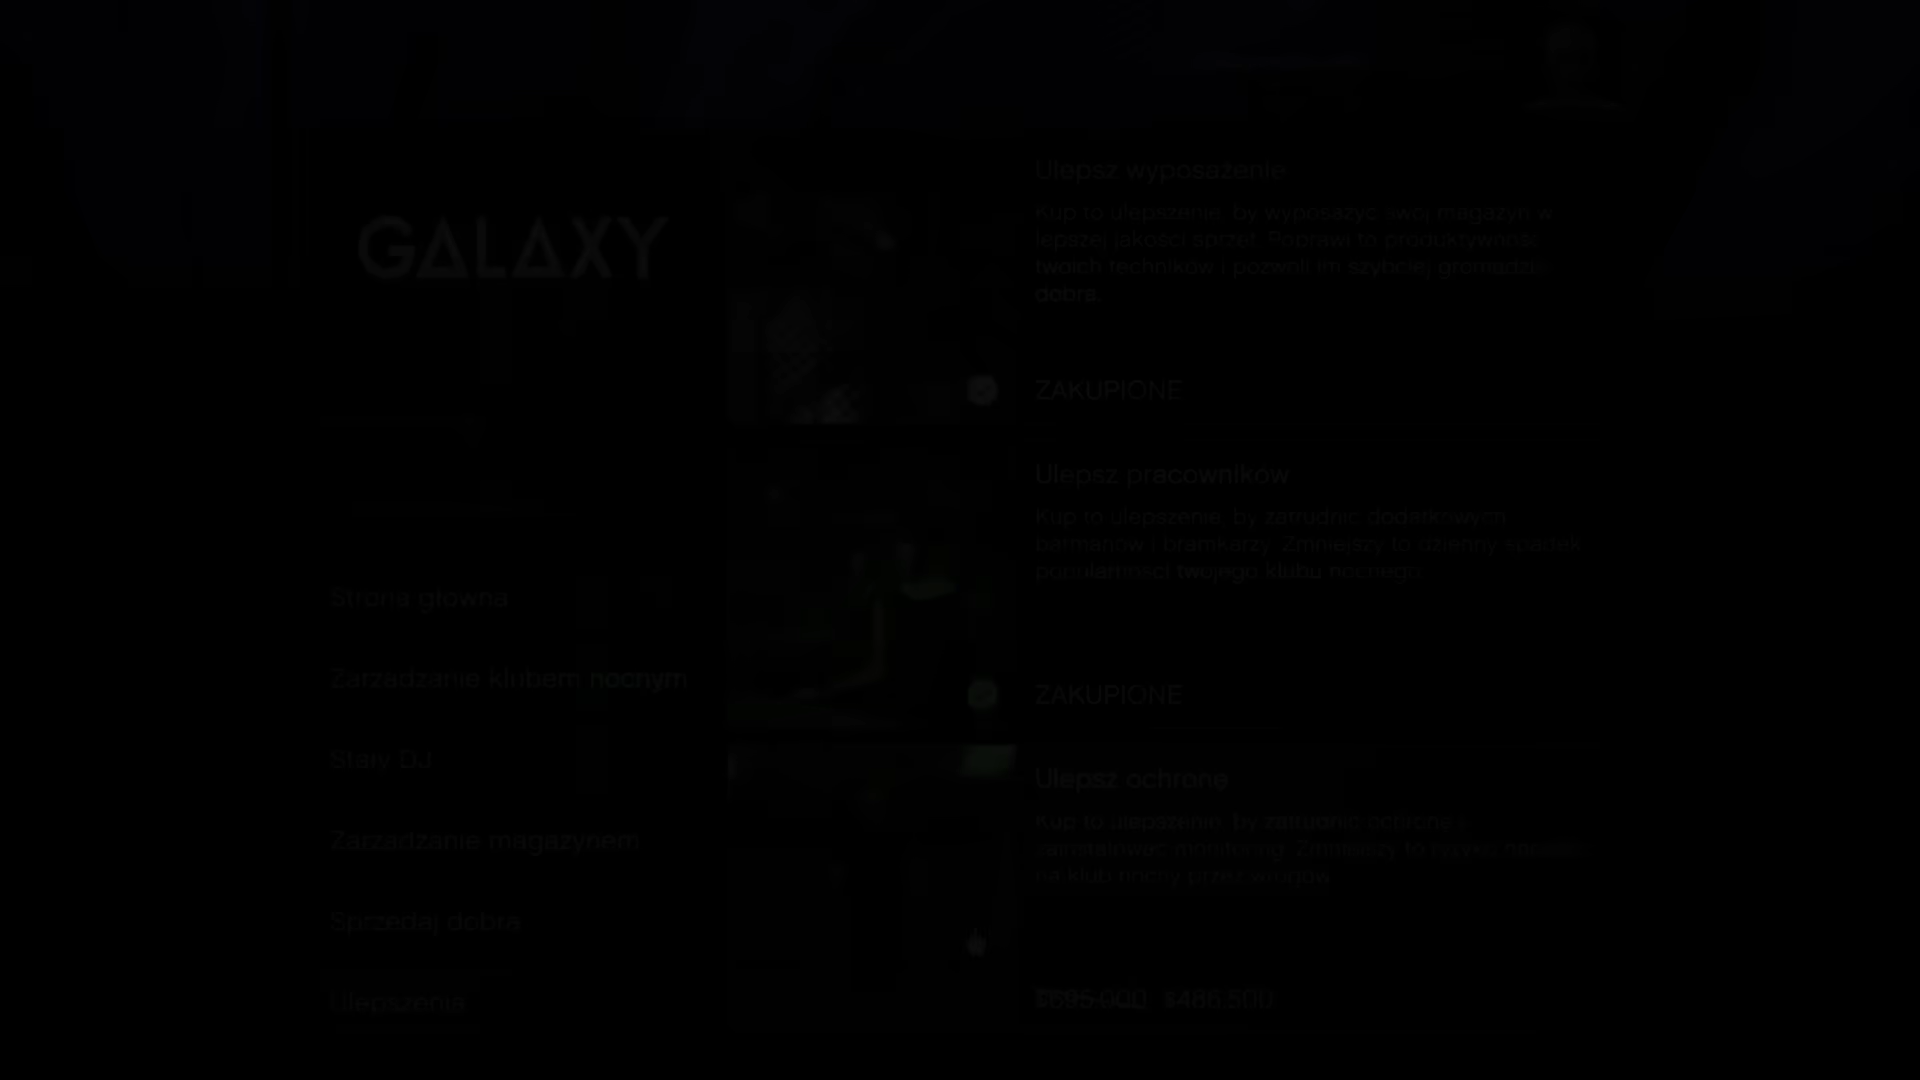 GALAXY
Strona główna
Zarządzanie klubem nocnym
Stały DJ
Zarządzanie magazynem
Sprzedaj dobra
Ulepszenia
Ulepsz wyposażenie
Kup to ulepszenie, by wyposażyć swój magazyn w
lepszej jakości sprzęt. Poprawi to produktywność
twoich techników i pozwoli im szybciej gromadzić
dobra.
ZAKUPIONE
Ulepsz pracowników
Kup to ulepszenie, by zatrudnić dodatkowych
barmanów i bramkarzy. Zmniejszy to dzienny spadek
popularności twojego klubu nocnego.
ZAKUPIONE
Ulepsz ochronę
Kup to ulepszenie, by zatrudnić ochronę i
zainstalować monitoring. Zmniejszy to ryzyko
na klub nocny przez wrogów.
$695.000 $486.500